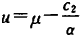 u = μ − c₂/α